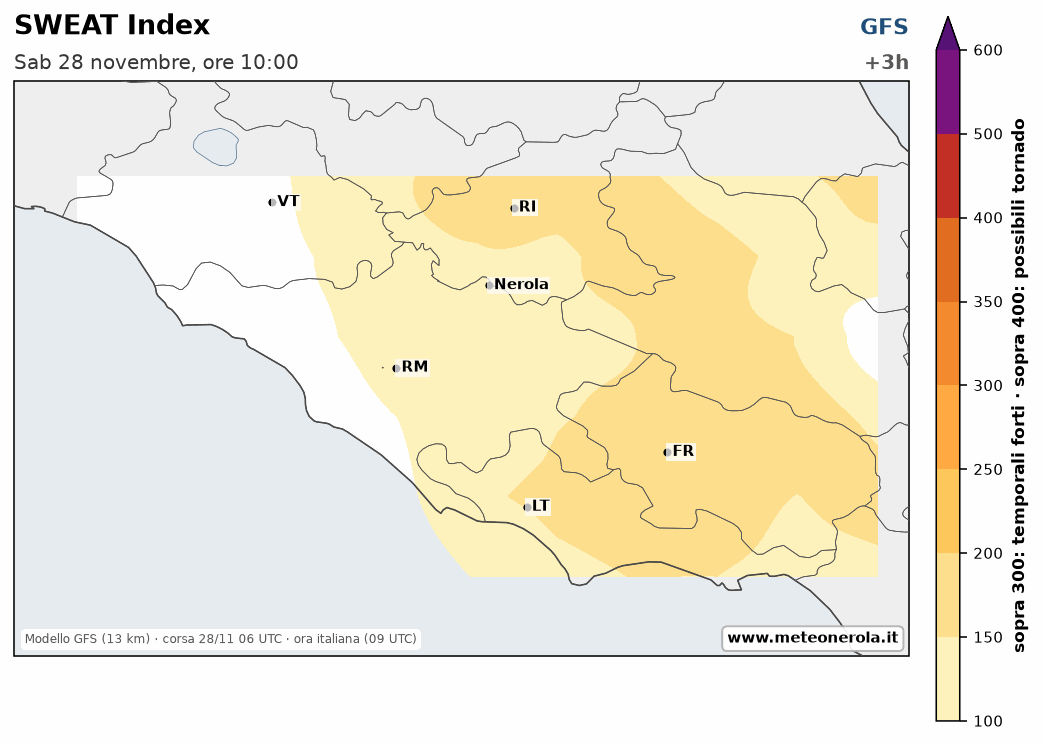 SWEAT Index
GFS
Sab 28 novembre, ore 10:00
+3h
VT
RI
Nerola
RM
FR
LT
Modello GFS (13 km) · corsa 28/11 06 UTC · ora italiana (09 UTC)
www.meteonerola.it
600
500
400
350
300
250
200
150
100
sopra 300: temporali forti · sopra 400: possibili tornado